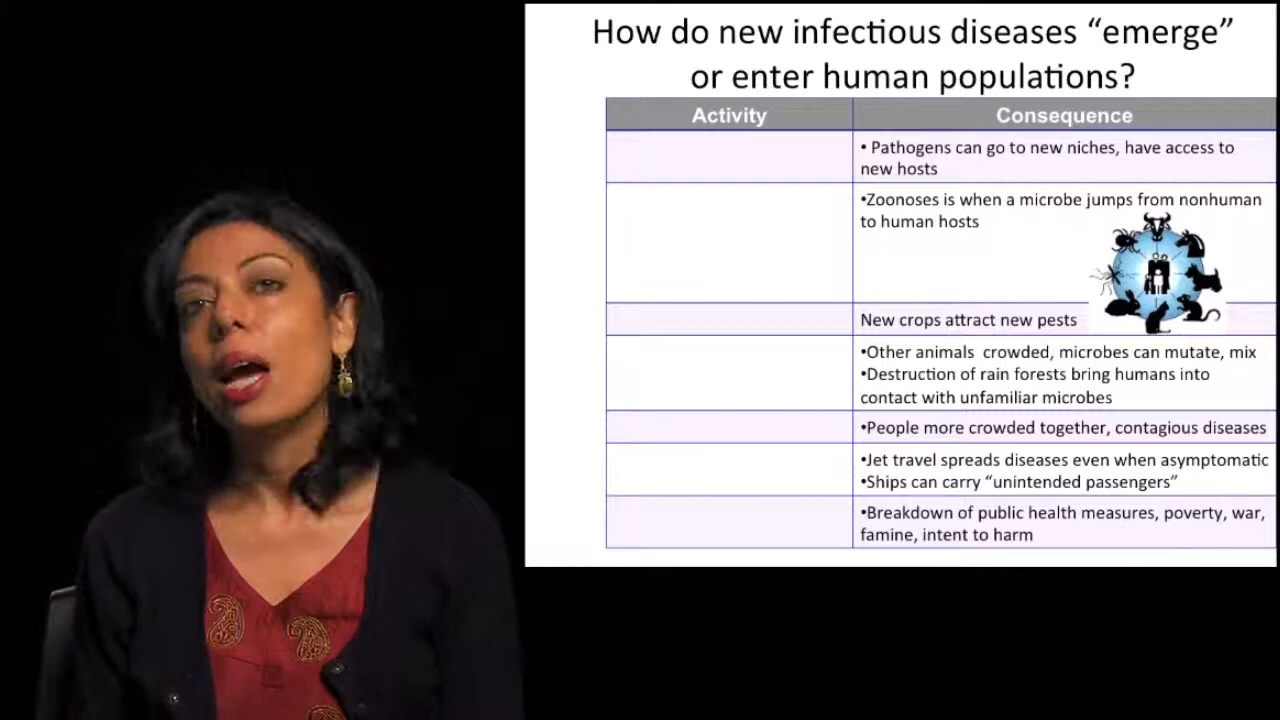 How do new infectious diseases “emerge”
or enter human populations?
Activity
Consequence
• Pathogens can go to new niches, have access to
new hosts
•Zoonoses is when a microbe jumps from nonhuman
to human hosts
New crops attract new pests
•Other animals crowded, microbes can mutate, mix
•Destruction of rain forests bring humans into
contact with unfamiliar microbes
•People more crowded together, contagious diseases
•Jet travel spreads diseases even when asymptomatic
•Ships can carry “unintended passengers”
•Breakdown of public health measures, poverty, war,
famine, intent to harm